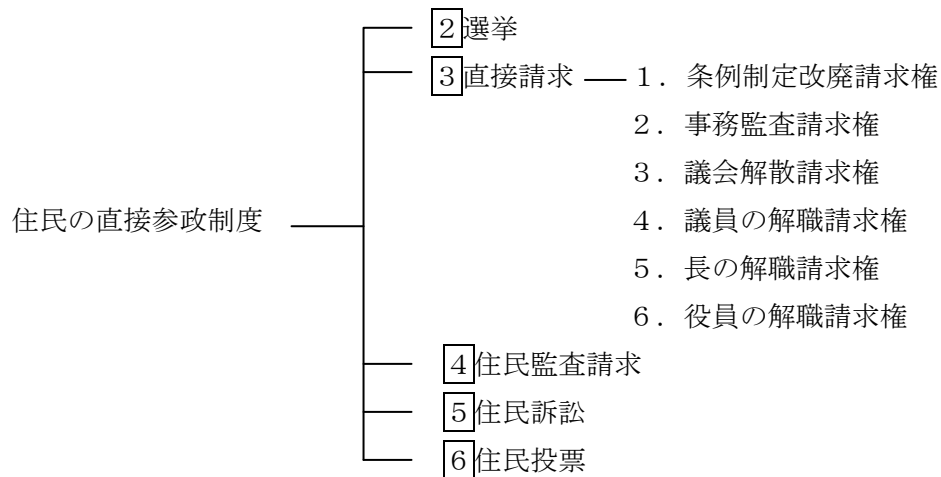 2 選挙
3 直接請求 ― 1．条例制定改廃請求権
2．事務監査請求権
3．議会解散請求権
住民の直接参政制度 4．議員の解職請求権
5．長の解職請求権
6．役員の解職請求権
4 住民監査請求
5 住民訴訟
6 住民投票